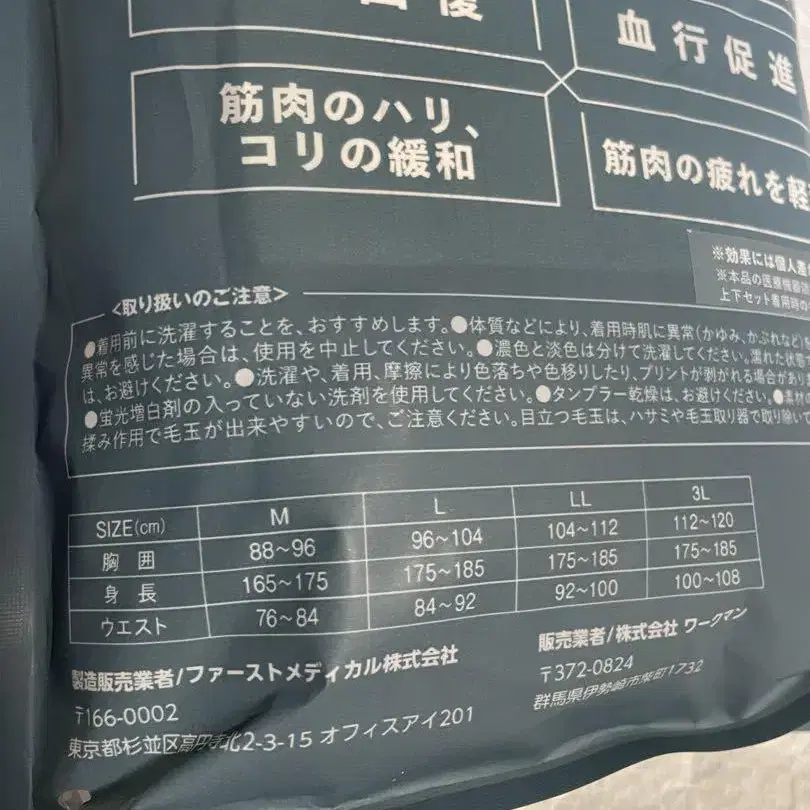 回復
血行促進
筋肉のハリ、
コリの緩和
筋肉の疲れを軽
※効果には個人差
※本品の医療機器
上下セット着用時の
<取り扱いのご注意>
●着用前に洗濯することを、おすすめします。●体質などにより、着用時肌に異常(かゆみ、かぶれなど)を
異常を感じた場合は、使用を中止してください。●濃色と淡色は分けて洗濯してください。濡れた状態
は、お避けください。●洗濯や、着用、摩擦により色落ちや色移りしたり、プリントが剥がれる場合があり
●蛍光増白剤の入っていない洗剤を使用してください。●タンブラー乾燥は、お避けください。●素材の
揉み作用で毛玉が出来やすいので、ご注意ください。目立つ毛玉は、ハサミや毛玉取り器で取り除いて
SIZE(cm) M L LL 3L
胸囲 88~96 96~104 104~112 112~120
身長 165~175 175~185 175~185 175~185
ウエスト 76~84 84~92 92~100 100~108
製造販売業者/ファーストメディカル株式会社
〒166-0002
東京都杉並区高円寺北2-3-15 オフィスアイ201
販売業者/株式会社 ワークマン
〒372-0824
群馬県伊勢崎市柴町1732